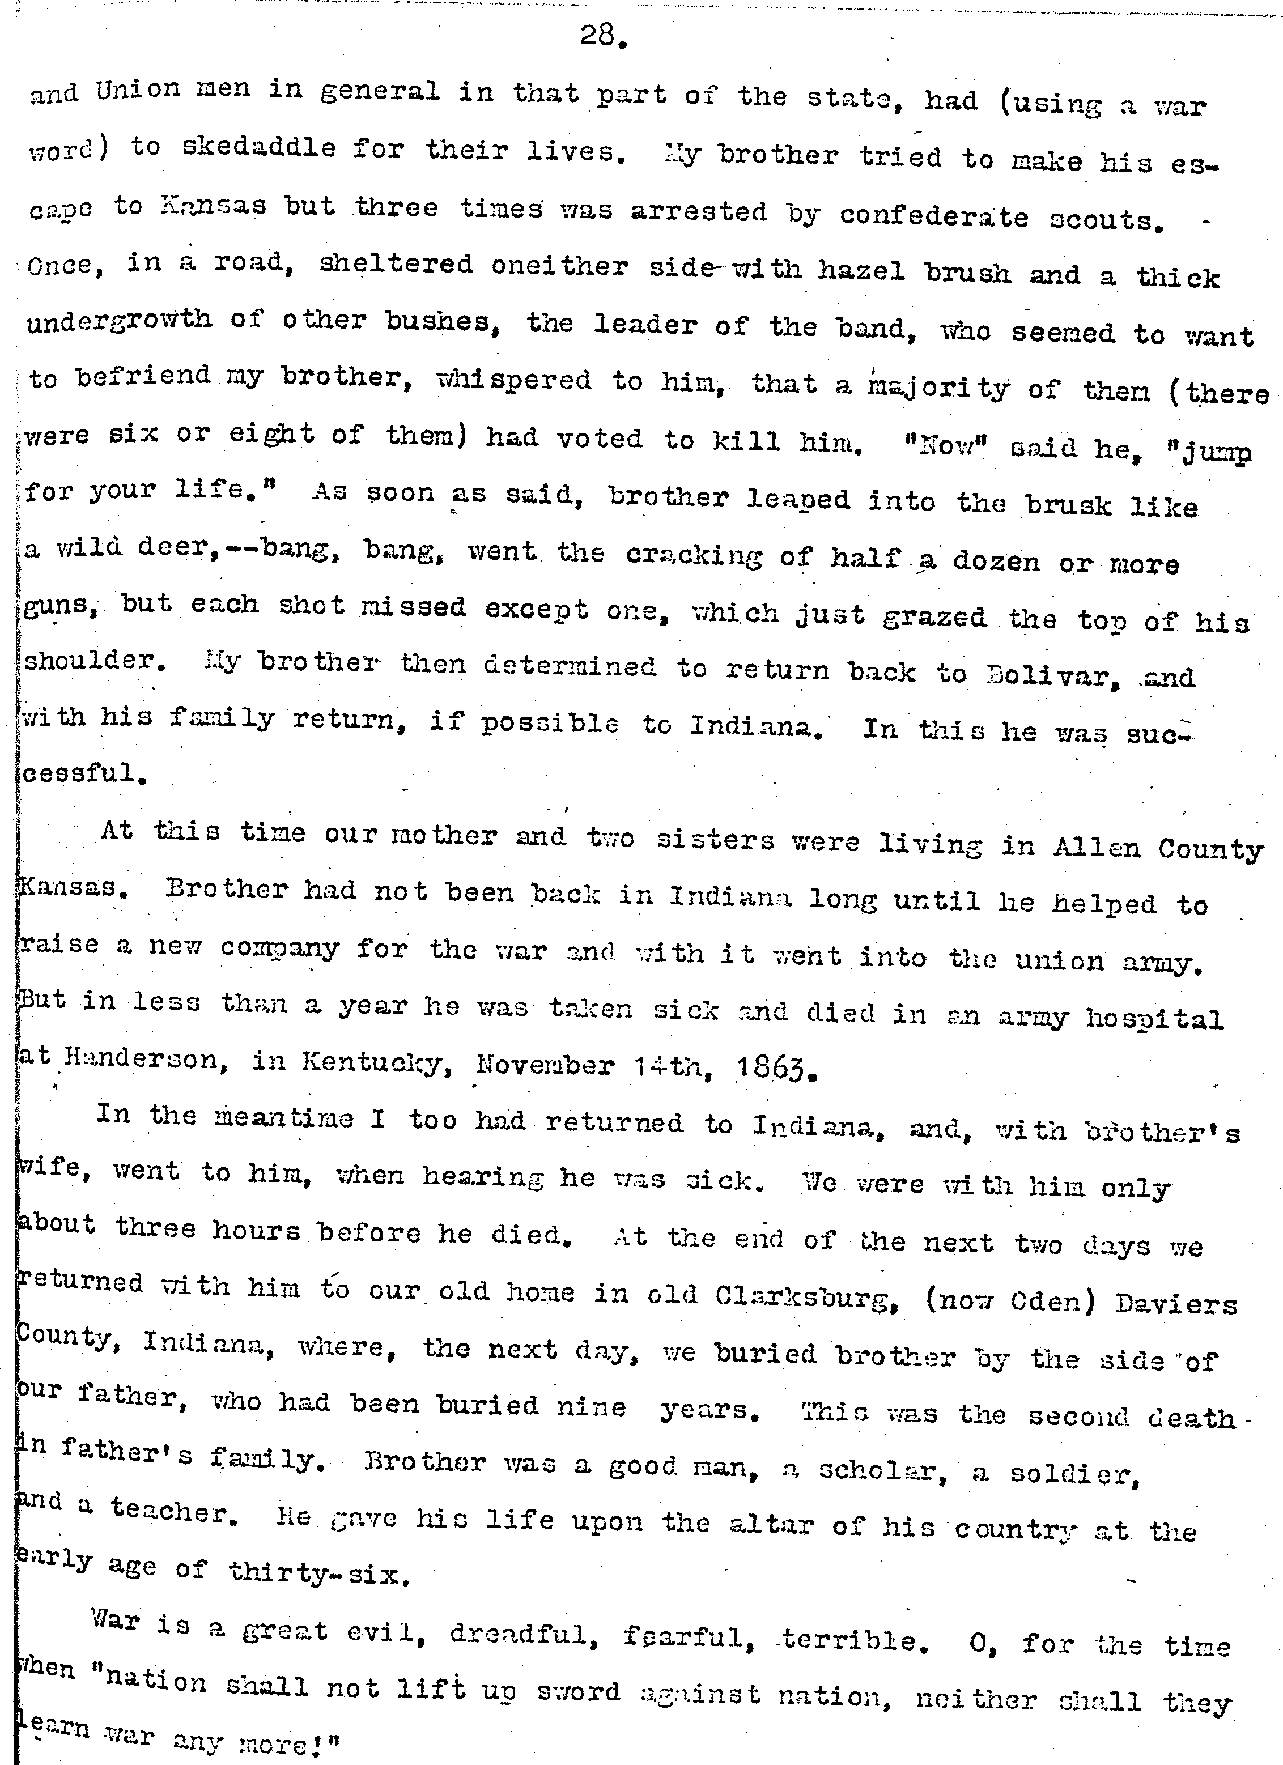 28.
and Union men in general in that part of the state, had (using a war
word) to skedaddle for their lives. My brother tried to make his es-
cape to Kansas but three times was arrested by confederate scouts.
Once, in a road, sheltered oneither side with hazel brush and a thick
undergrowth of other bushes, the leader of the band, who seemed to want
to befriend my brother, whispered to him, that a majority of them (there
were six or eight of them) had voted to kill him. "Now" said he, "jump
for your life." As soon as said, brother leaped into the brusk like
a wild deer,--bang, bang, went the cracking of half a dozen or more
guns, but each shot missed except one, which just grazed the top of his
shoulder. My brother then determined to return back to Bolivar, and
with his family return, if possible to Indiana. In this he was suc-
cessful.
At this time our mother and two sisters were living in Allen County
Kansas. Brother had not been back in Indiana long until he helped to
raise a new company for the war and with it went into the union army.
But in less than a year he was taken sick and died in an army hospital
at Handerson, in Kentucky, November 14th, 1863.
In the meantime I too had returned to Indiana, and, with brother's
wife, went to him, when hearing he was sick. We were with him only
about three hours before he died. At the end of the next two days we
returned with him to our old home in old Clarksburg, (now Oden) Daviers
County, Indiana, where, the next day, we buried brother by the side of
our father, who had been buried nine years. This was the second death
in father's family. Brother was a good man, a scholar, a soldier,
and a teacher. He gave his life upon the altar of his country at the
early age of thirty-six.
War is a great evil, dreadful, fearful, terrible. O, for the time
when "nation shall not lift up sword against nation, neither shall they
learn war any more!"